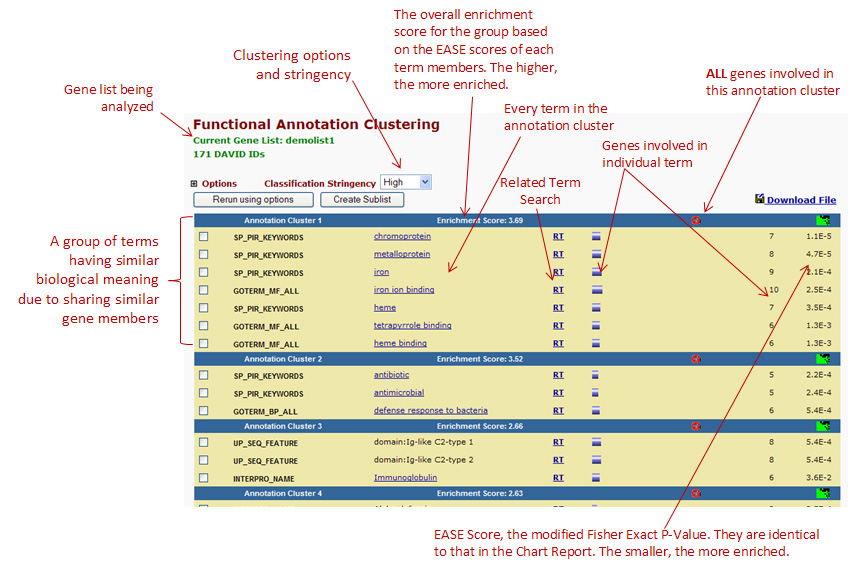 The overall enrichment
score for the group based
on the EASE scores of each
term members. The higher,
the more enriched.
Clustering options
and stringency
ALL genes involved in
this annotation cluster
Gene list being
analyzed
Every term in the
annotation cluster
Genes involved in
individual term
Related Term
Search
A group of terms
having similar
biological meaning
due to sharing similar
gene members
Functional Annotation Clustering
Current Gene List: demolist1
171 DAVID IDs
Options Classification Stringency High
Rerun using options Create Sublist Download File
Annotation Cluster 1 Enrichment Score: 3.69
SP_PIR_KEYWORDS chromoprotein RT 7 1.1E-5
SP_PIR_KEYWORDS metalloprotein RT 8 4.7E-5
SP_PIR_KEYWORDS iron RT 9 2.1E-4
GOTERM_MF_ALL iron ion binding RT 10 2.5E-4
SP_PIR_KEYWORDS heme RT 7 3.5E-4
GOTERM_MF_ALL tetrapyrrole binding RT 6 1.3E-3
GOTERM_MF_ALL heme binding RT 6 1.3E-3
Annotation Cluster 2 Enrichment Score: 3.52
SP_PIR_KEYWORDS antibiotic RT 5 2.2E-4
SP_PIR_KEYWORDS antimicrobial RT 5 2.4E-4
GOTERM_BP_ALL defense response to bacteria RT 6 5.4E-4
Annotation Cluster 3 Enrichment Score: 2.66
UP_SEQ_FEATURE domain:Ig-like C2-type 1 RT 8 5.4E-4
UP_SEQ_FEATURE domain:Ig-like C2-type 2 RT 8 5.4E-4
INTERPRO_NAME Immunoglobulin RT 6 3.6E-2
Annotation Cluster 4 Enrichment Score: 2.63
EASE Score, the modified Fisher Exact P-Value. They are identical
to that in the Chart Report. The smaller, the more enriched.